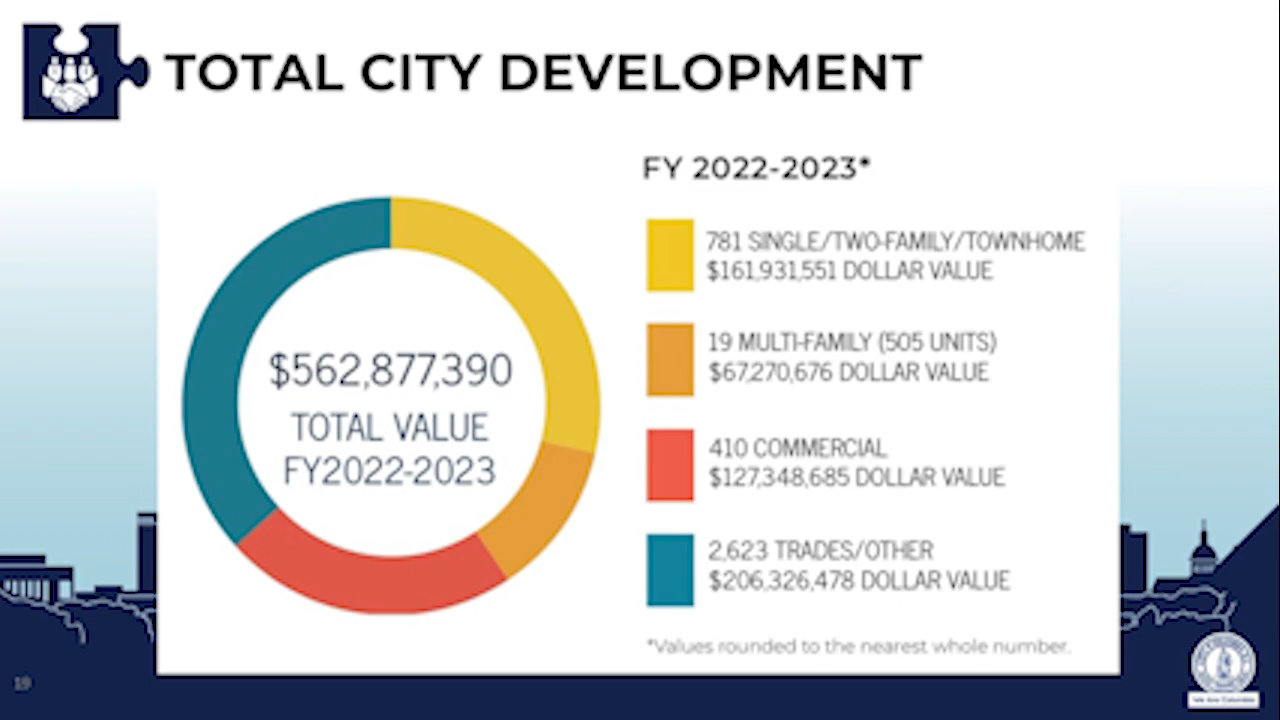 TOTAL CITY DEVELOPMENT
FY 2022-2023*
$562,877,390
TOTAL VALUE
FY2022-2023
781 SINGLE/TWO-FAMILY/TOWNHOME
$161,931,551 DOLLAR VALUE
19 MULTI-FAMILY (505 UNITS)
$67,270,676 DOLLAR VALUE
410 COMMERCIAL
$127,348,685 DOLLAR VALUE
2,623 TRADES/OTHER
$206,326,478 DOLLAR VALUE
*Values rounded to the nearest whole number.
19
We Are Columbia